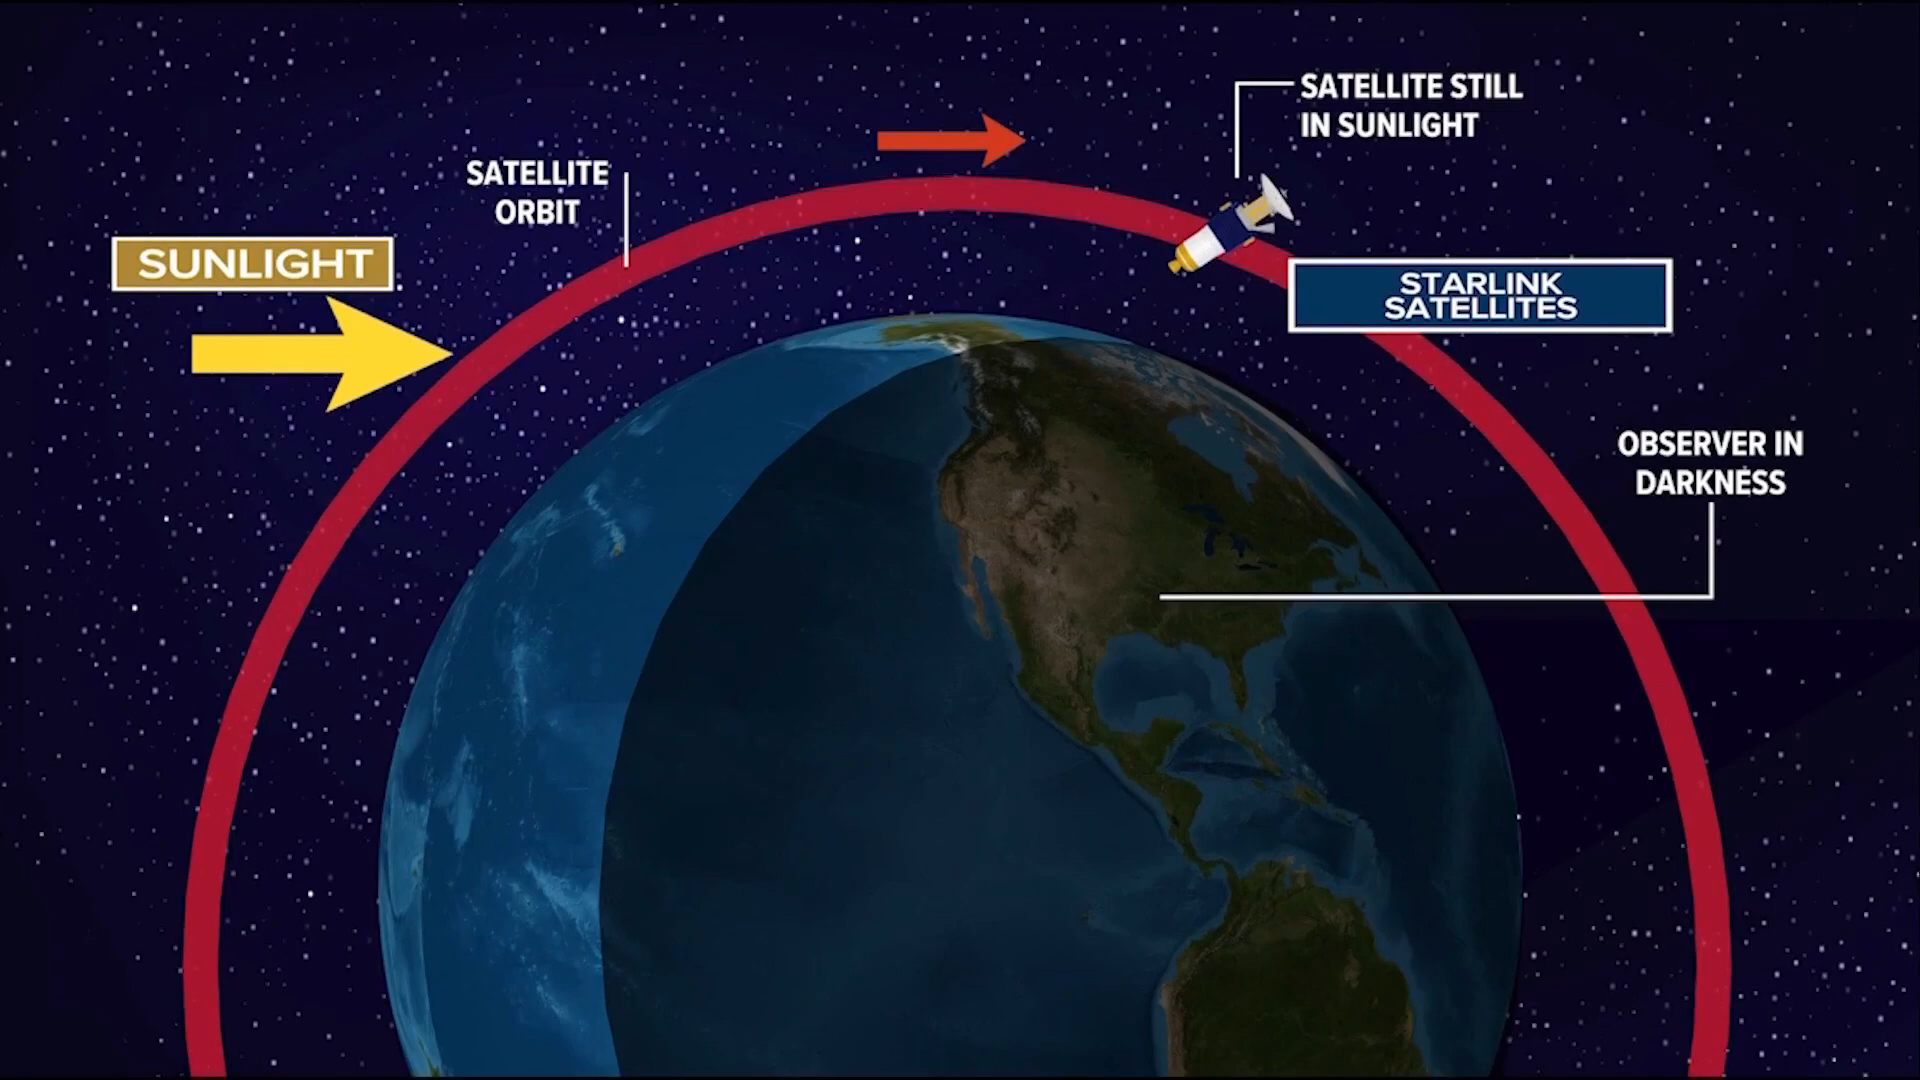 SATELLITE STILL
IN SUNLIGHT
SATELLITE
ORBIT
SUNLIGHT
STARLINK
SATELLITES
OBSERVER IN
DARKNESS